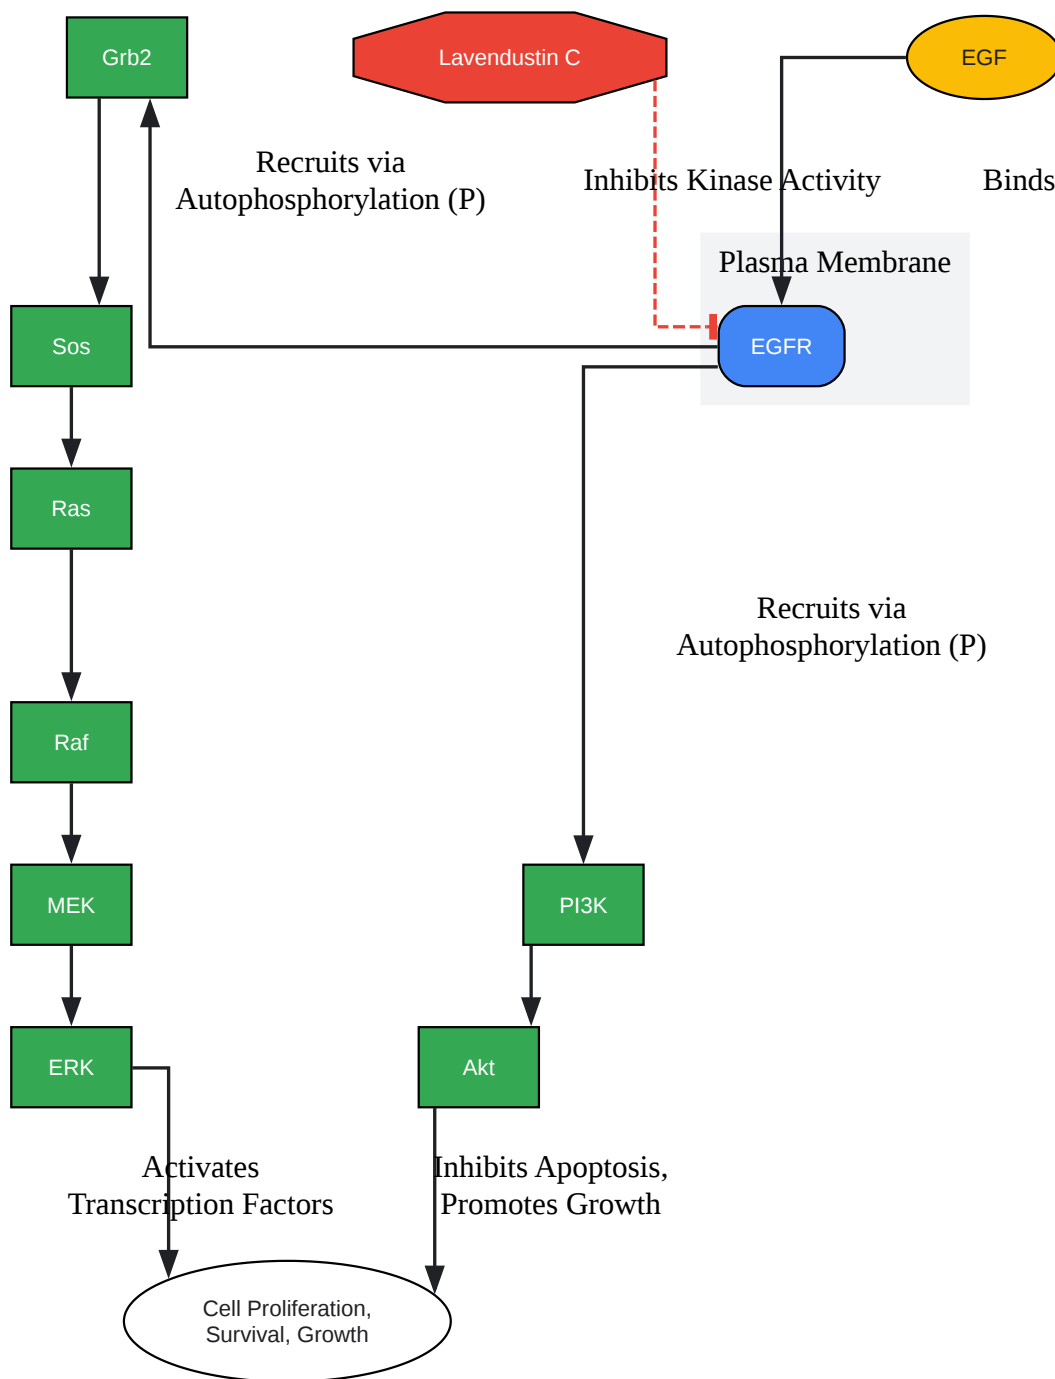 Grb2
Lavendustin C
EGF
Recruits via
Autophosphorylation (P)
Inhibits Kinase Activity
Binds
Plasma Membrane
Sos
EGFR
Ras
Recruits via
Autophosphorylation (P)
Raf
MEK
PI3K
ERK
Akt
Activates
Transcription Factors
Inhibits Apoptosis,
Promotes Growth
Cell Proliferation,
Survival, Growth